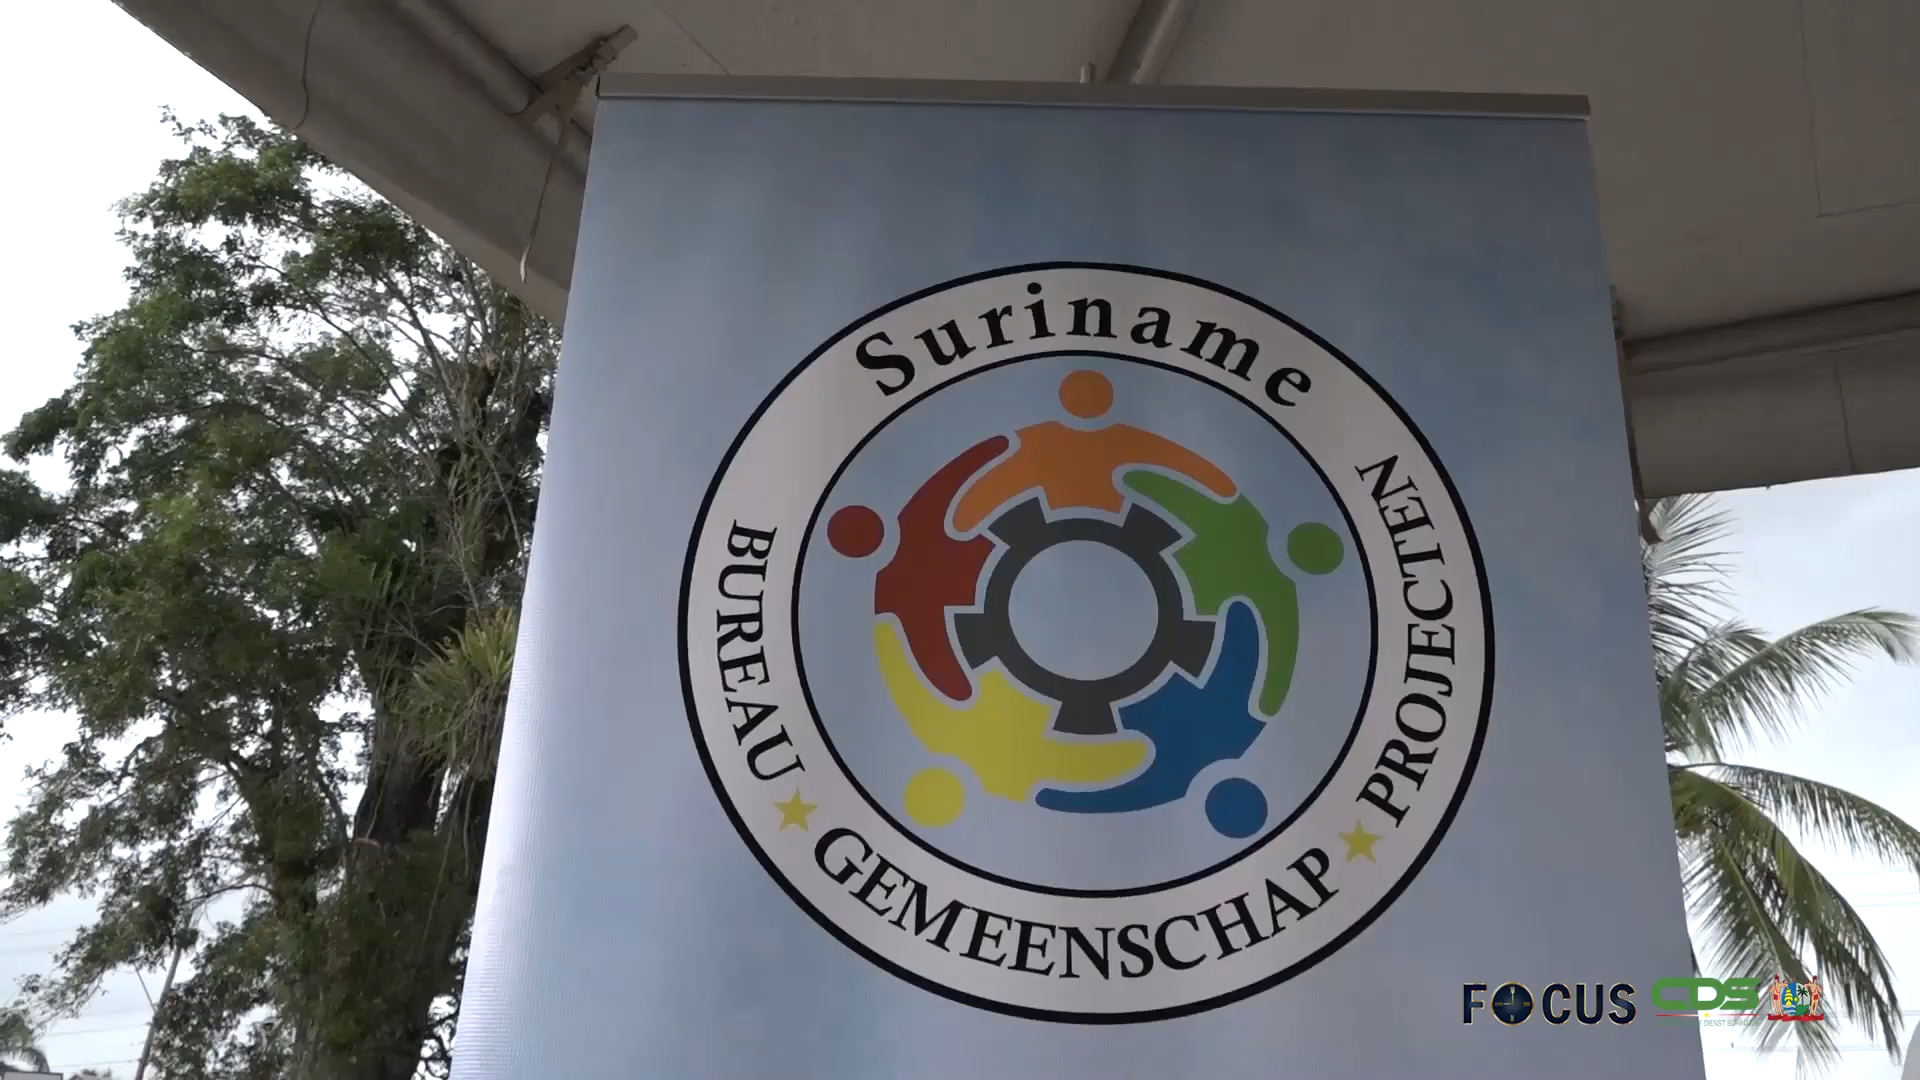 Suriname
BUREAU ★ GEMEENSCHAP ★ PROJECTEN
FOCUS
CDS